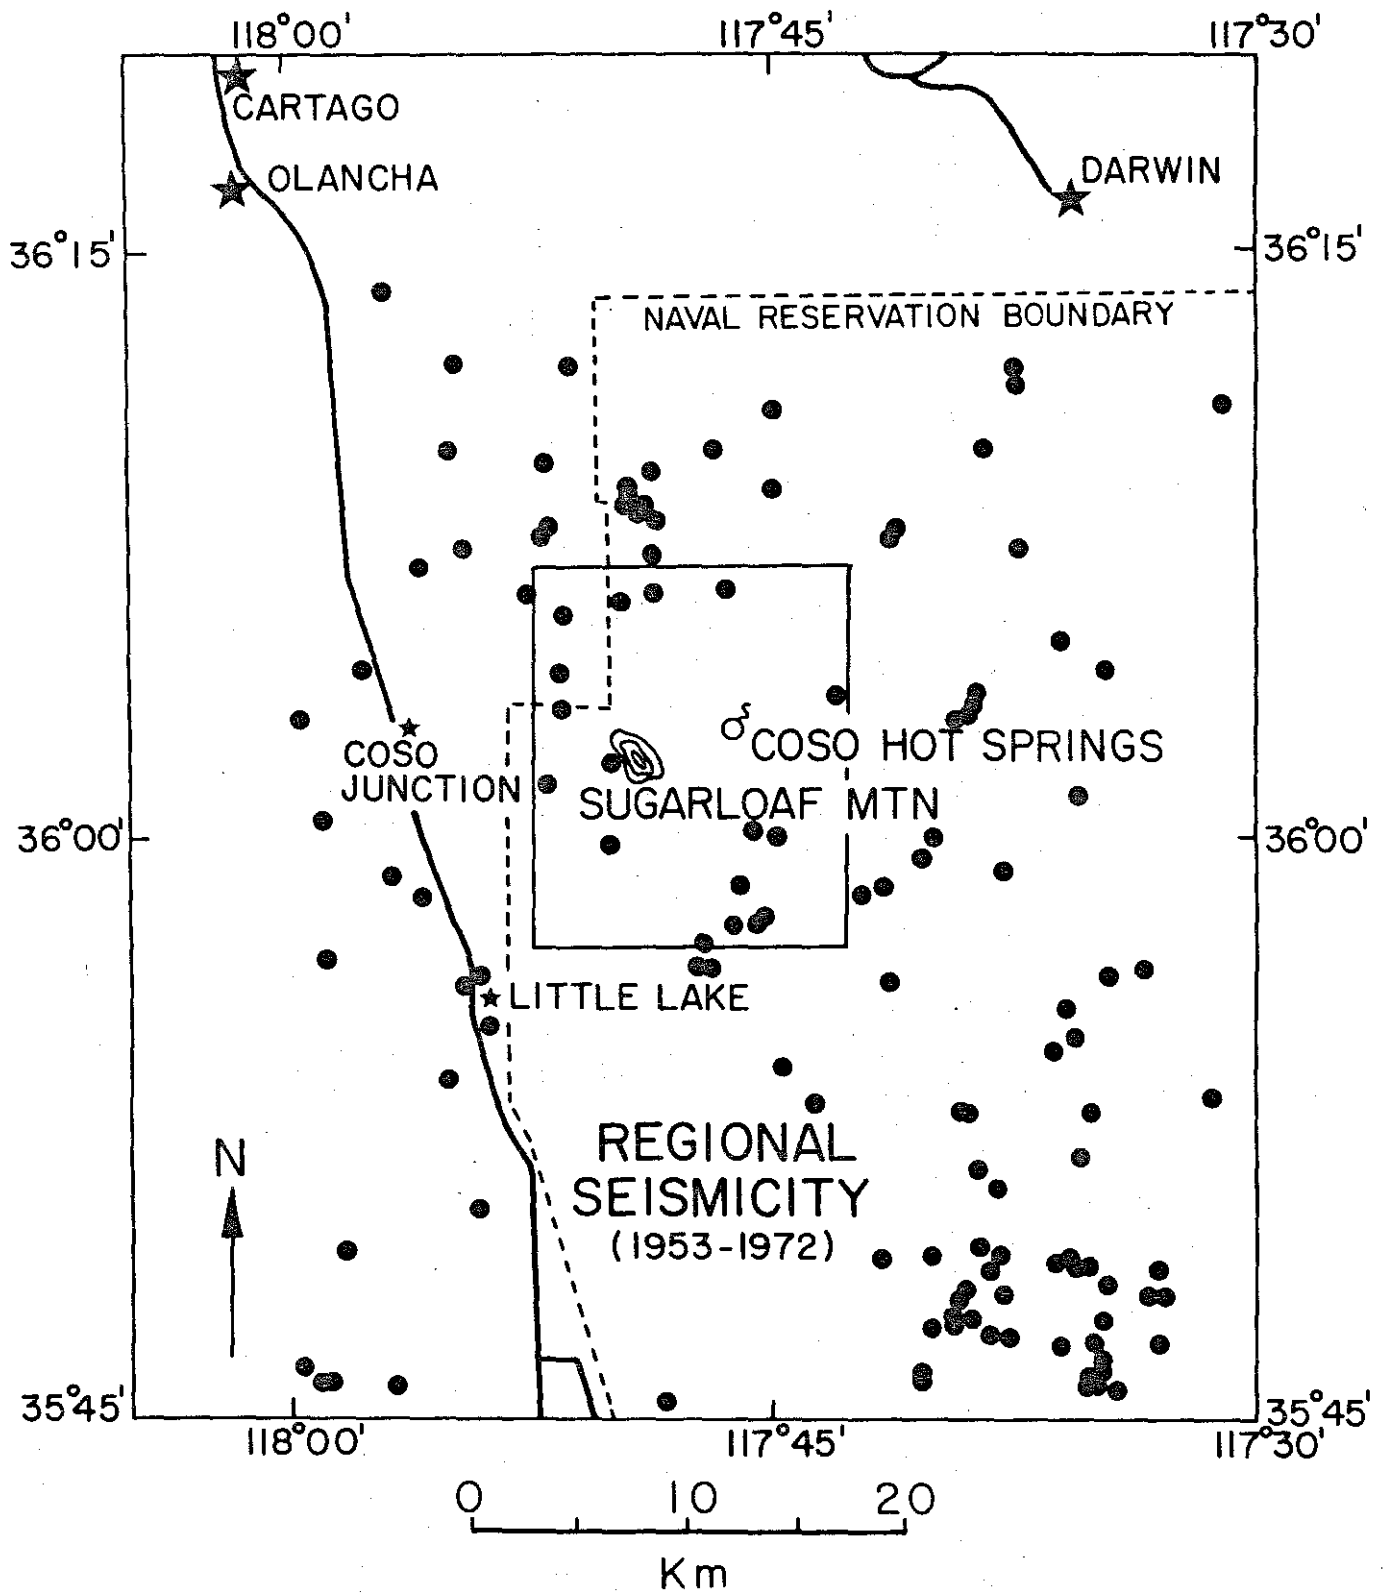 118°00'
117°45'
117°30'
CARTAGO
OLANCHA
DARWIN
36°15'
36°15'
NAVAL RESERVATION BOUNDARY
COSO
JUNCTION
COSO HOT SPRINGS
SUGARLOAF MTN
36°00'
36°00'
LITTLE LAKE
REGIONAL
SEISMICITY
(1953-1972)
N
35°45'
35°45'
118°00'
117°45'
117°30'
0 10 20
Km